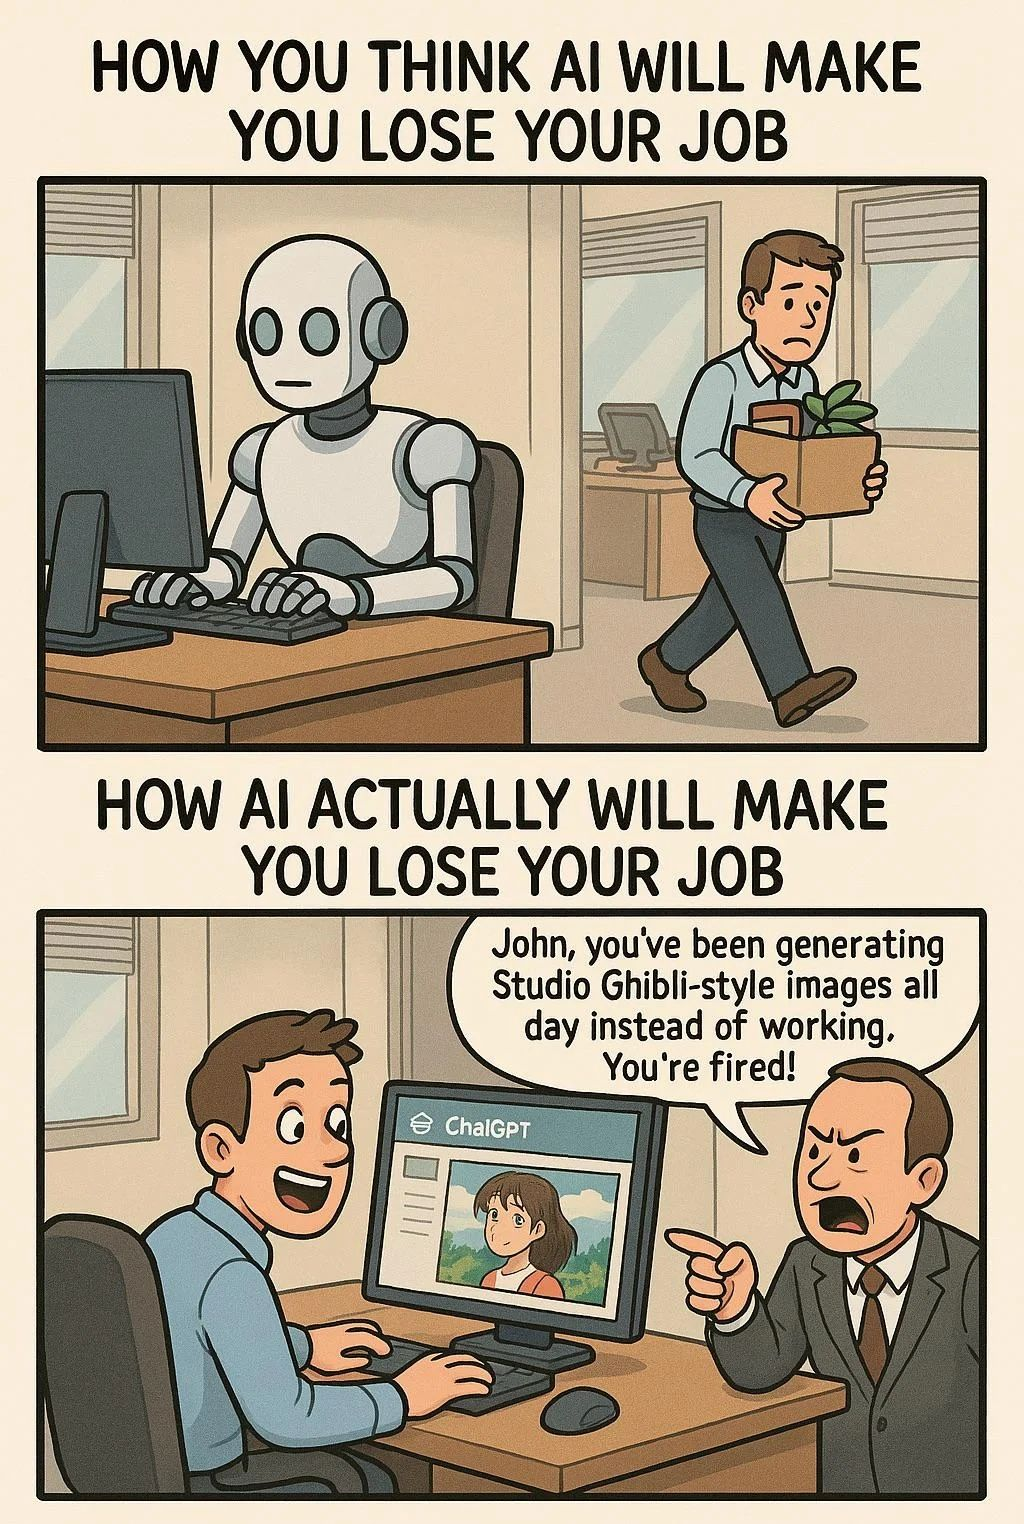 HOW YOU THINK AI WILL MAKE
YOU LOSE YOUR JOB
HOW AI ACTUALLY WILL MAKE
YOU LOSE YOUR JOB
John, you've been generating
Studio Ghibli-style images all
day instead of working.
You're fired!
ChalGPT